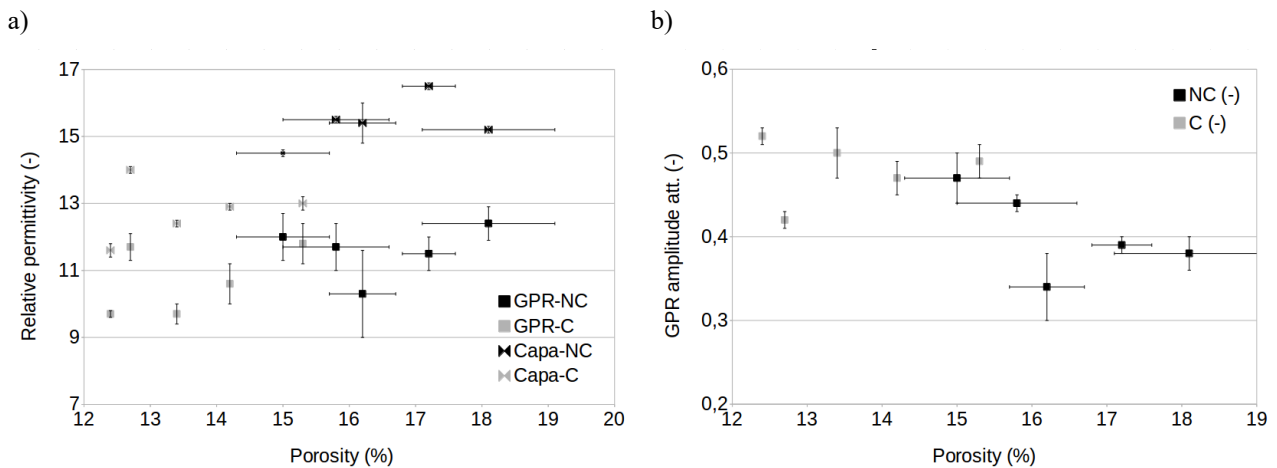 a)
b)
17
15
13
11
9
7
12
13
14
15
16
17
18
19
20
Relative permittivity (-)
Porosity (%)
GPR-NC
GPR-C
Capa-NC
Capa-C
0,6
0,5
0,4
0,3
0,2
12
13
14
15
16
17
18
19
GPR amplitude att. (-)
Porosity (%)
NC (-)
C (-)